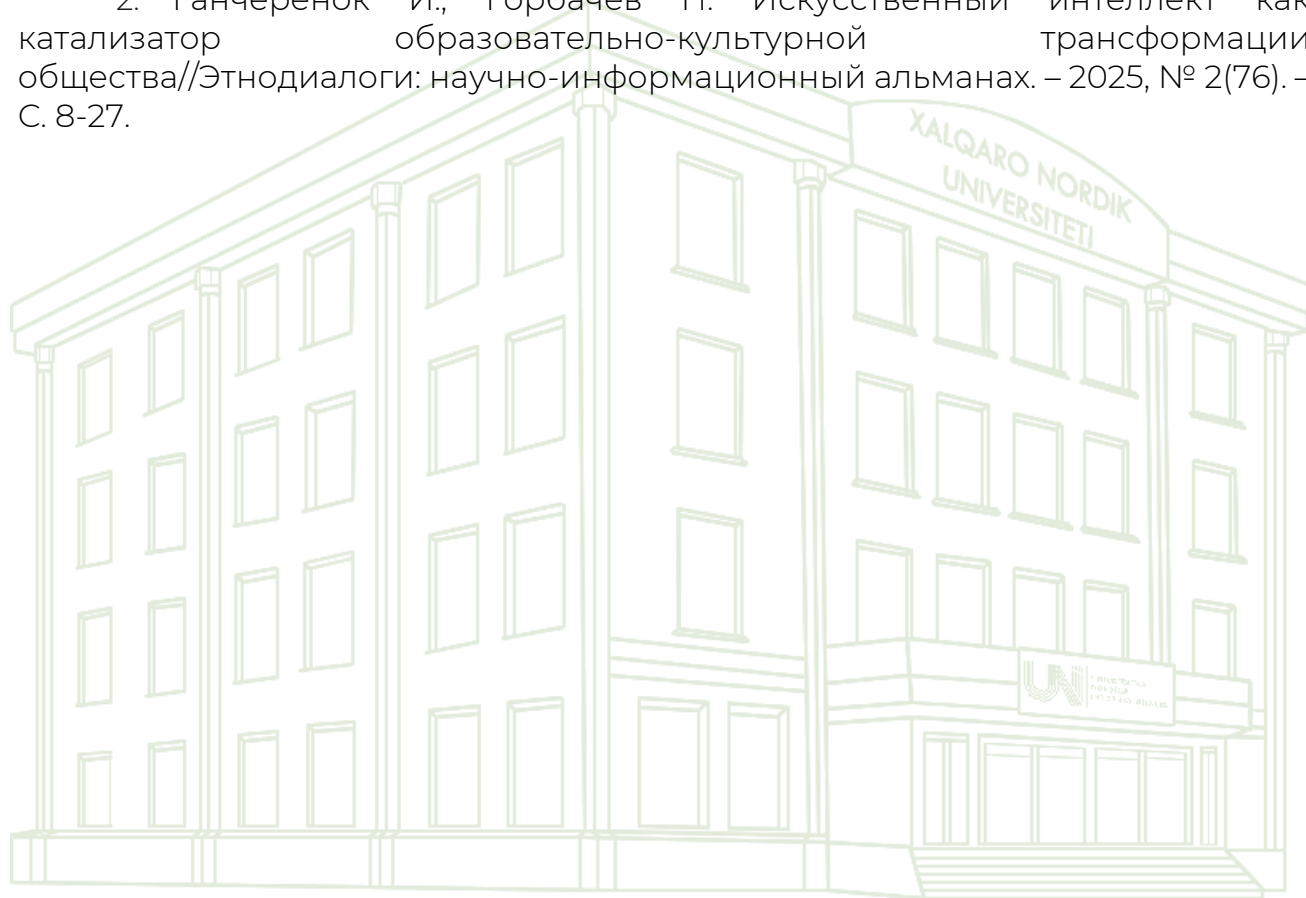 2. Ганчеренок И., Горбачев Н. Искусственный интеллект как
катализатор образовательно-культурной трансформации
общества//Этнодиалоги: научно-информационный альманах. – 2025, № 2(76). –
С. 8-27.
XALQARO NORDIK
UNIVERSITETI
UN